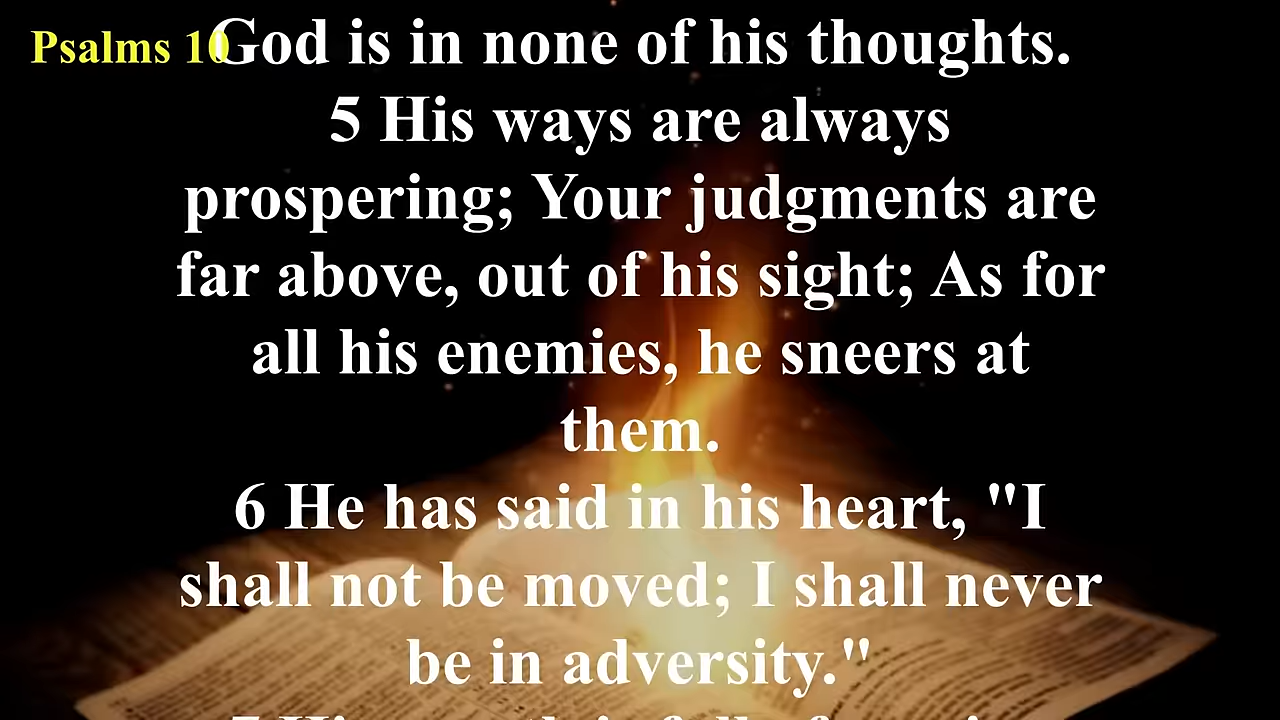 Psalms 10
God is in none of his thoughts.
5 His ways are always
prospering; Your judgments are
far above, out of his sight; As for
all his enemies, he sneers at
them.
6 He has said in his heart, "I
shall not be moved; I shall never
be in adversity."